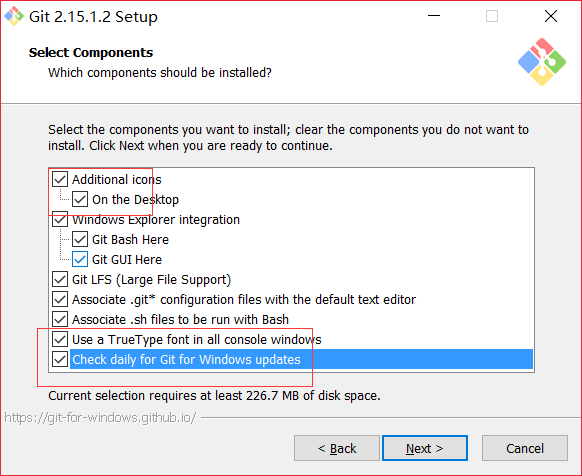 Git 2.15.1.2 Setup
Select Components
Which components should be installed?
Select the components you want to install; clear the components you do not want to
install. Click Next when you are ready to continue.
Additional icons
On the Desktop
Windows Explorer integration
Git Bash Here
Git GUI Here
Git LFS (Large File Support)
Associate .git* configuration files with the default text editor
Associate .sh files to be run with Bash
Use a TrueType font in all console windows
Check daily for Git for Windows updates
Current selection requires at least 226.7 MB of disk space.
https://git-for-windows.github.io/
< Back
Next >
Cancel